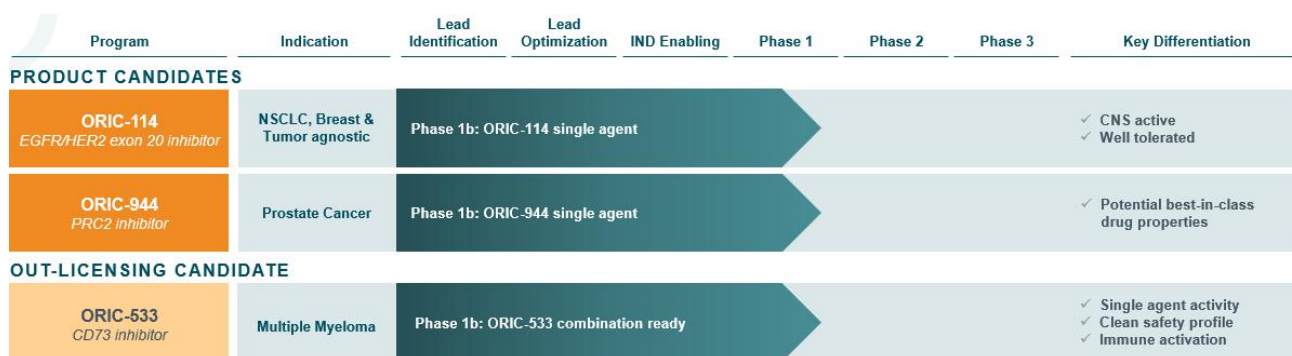 Program
Indication
Lead
Identification
Lead
Optimization
IND Enabling
Phase 1
Phase 2
Phase 3
Key Differentiation
PRODUCT CANDIDATES
ORIC-114
EGFR/HER2 exon 20 inhibitor
NSCLC, Breast &
Tumor agnostic
Phase 1b: ORIC-114 single agent
✓ CNS active
✓ Well tolerated
ORIC-944
PRC2 inhibitor
Prostate Cancer
Phase 1b: ORIC-944 single agent
✓ Potential best-in-class
drug properties
OUT-LICENSING CANDIDATE
ORIC-533
CD73 inhibitor
Multiple Myeloma
Phase 1b: ORIC-533 combination ready
✓ Single agent activity
✓ Clean safety profile
✓ Immune activation